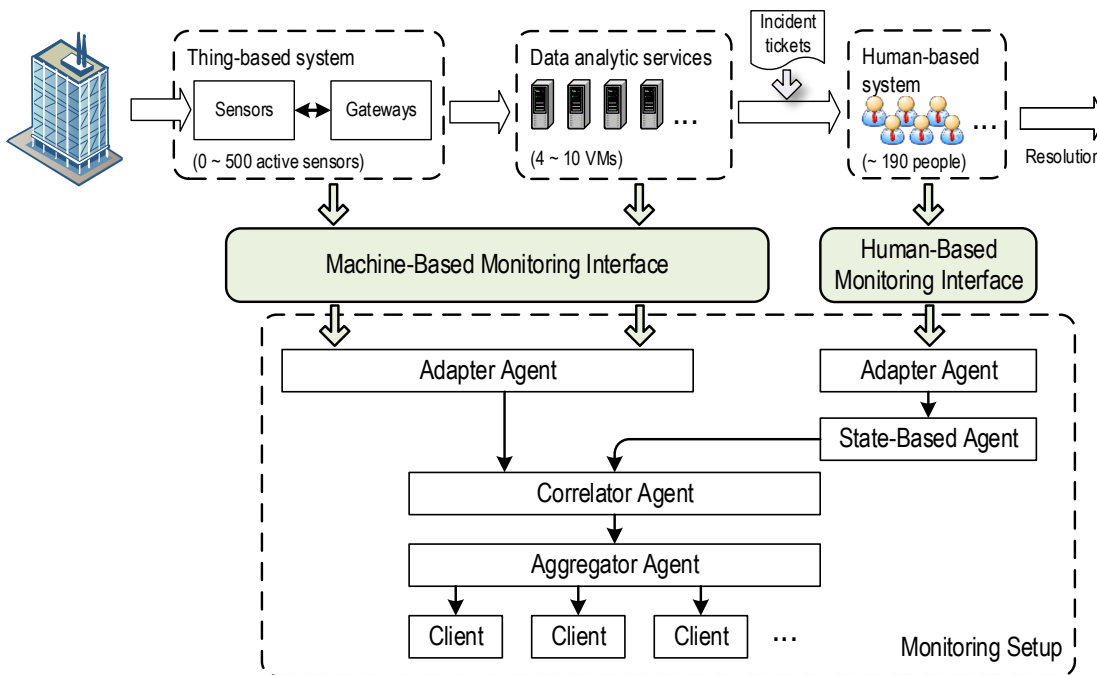 Incident
tickets
Thing-based system
Sensors
Gateways
(0 ~ 500 active sensors)
Data analytic services
...
(4 ~ 10 VMs)
Human-based
system
...
(~ 190 people)
Resolution
Machine-Based Monitoring Interface
Human-Based
Monitoring Interface
Adapter Agent
Adapter Agent
State-Based Agent
Correlator Agent
Aggregator Agent
Client
Client
Client
...
Monitoring Setup